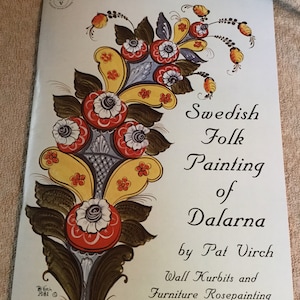 Swedish
Folk
Painting
of
Dalarna
by Pat Virch
Wall Kurbits and
Furniture Rosepainting